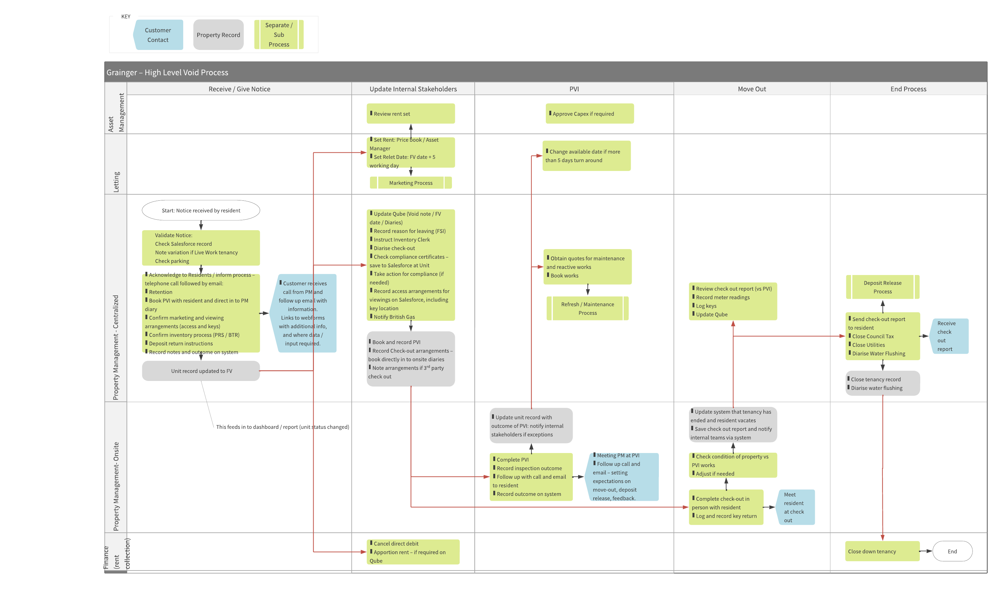 KEY
Customer
Contact
Property Record
Separate /
Sub
Process
Grainger – High Level Void Process
Receive / Give Notice
Update Internal Stakeholders
PVI
Move Out
End Process
Asset
Management
Review rent set
Approve Capex if required
Letting
Set Rent: Price book / Asset
Manager
Set Relet Date: FV date + 5
working day
Marketing Process
Change available date if more
than 5 days turn around
Property Management - Centralized
Start: Notice received by resident
Validate Notice:
Check Salesforce record
Note variation if Live Work tenancy
Check parking
Acknowledge to Residents / inform process –
telephone call followed by email:
Retention
Book PVI with resident and direct in to PM
diary
Confirm marketing and viewing
arrangements (access and keys)
Confirm inventory process (PRS / BTR)
Deposit return instructions
Record notes and outcome on system
Customer receives
call from PM and
follow up email with
information.
Links to webforms
with additional info,
and where data /
input required.
Unit record updated to FV
Update Qube (Void note / FV
date / Diaries)
Record reason for leaving (FSI)
Instruct Inventory Clerk
Diarise check-out
Check compliance certificates –
save to Salesforce at Unit
Take action for compliance (if
needed)
Record access arrangements for
viewings on Salesforce, including
key location
Notify British Gas
Book and record PVI
Record Check-out arrangements –
book directly in to onsite diaries
Note arrangements if 3rd party
check out
Obtain quotes for maintenance
and reactive works
Book works
Refresh / Maintenance
Process
Review check out report (vs PVI)
Record meter readings
Log keys
Update Qube
Deposit Release
Process
Send check-out report
to resident
Close Council Tax
Close Utilities
Diarise Water Flushing
Receive
check
out
report
Close tenancy record
Diarise water flushing
Property Management- Onsite
This feeds in to dashboard / report (unit status changed)
Update unit record with
outcome of PVI: notify internal
stakeholders if exceptions
Complete PVI
Record inspection outcome
Follow up with call and email
to resident
Record outcome on system
Meeting PM at PVI
Follow up call and
email – setting
expectations on
move-out, deposit
release, feedback.
Update system that tenancy has
ended and resident vacates
Save check out report and notify
internal teams via system
Check condition of property vs
PVI works
Adjust if needed
Complete check-out in
person with resident
Log and record key return
Meet
resident
at check
out
Finance
(rent
collection)
Cancel direct debit
Apportion rent – if required on
Qube
Close down tenancy
End